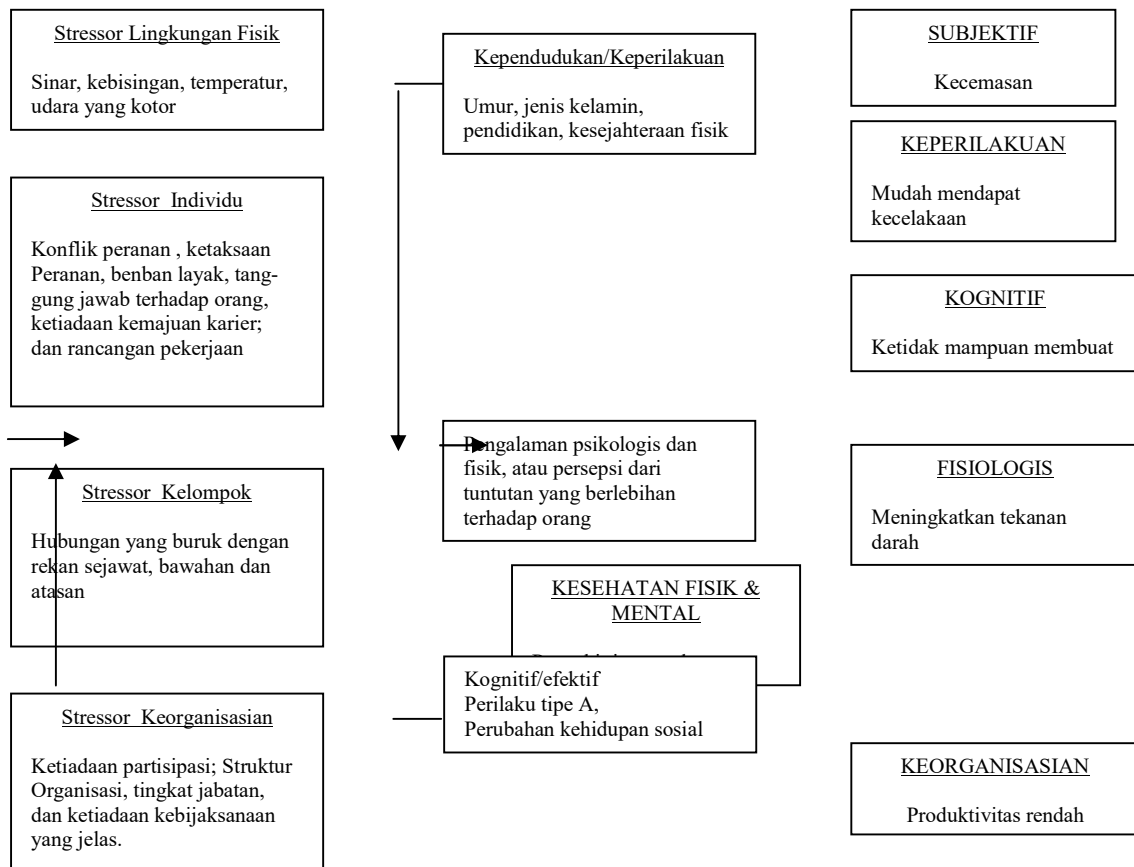 Stressor Lingkungan Fisik
Sinar, kebisingan, temperatur,
udara yang kotor
Stressor Individu
Konflik peranan , ketaksaan
Peranan, benban layak, tang-
gung jawab terhadap orang,
ketiadaan kemajuan karier;
dan rancangan pekerjaan
Stressor Kelompok
Hubungan yang buruk dengan
rekan sejawat, bawahan dan
atasan
Stressor Keorganisasian
Ketiadaan partisipasi; Struktur
Organisasi, tingkat jabatan,
dan ketiadaan kebijaksanaan
yang jelas.
Kependudukan/Keperilakuan
Umur, jenis kelamin,
pendidikan, kesejahteraan fisik
Pengalaman psikologis dan
fisik, atau persepsi dari
tuntutan yang berlebihan
terhadap orang
KESEHATAN FISIK &
MENTAL
Kognitif/efektif
Perilaku tipe A,
Perubahan kehidupan sosial
SUBJEKTIF
Kecemasan
KEPERILAKUAN
Mudah mendapat
kecelakaan
KOGNITIF
Ketidak mampuan membuat
FISIOLOGIS
Meningkatkan tekanan
darah
KEORGANISASIAN
Produktivitas rendah